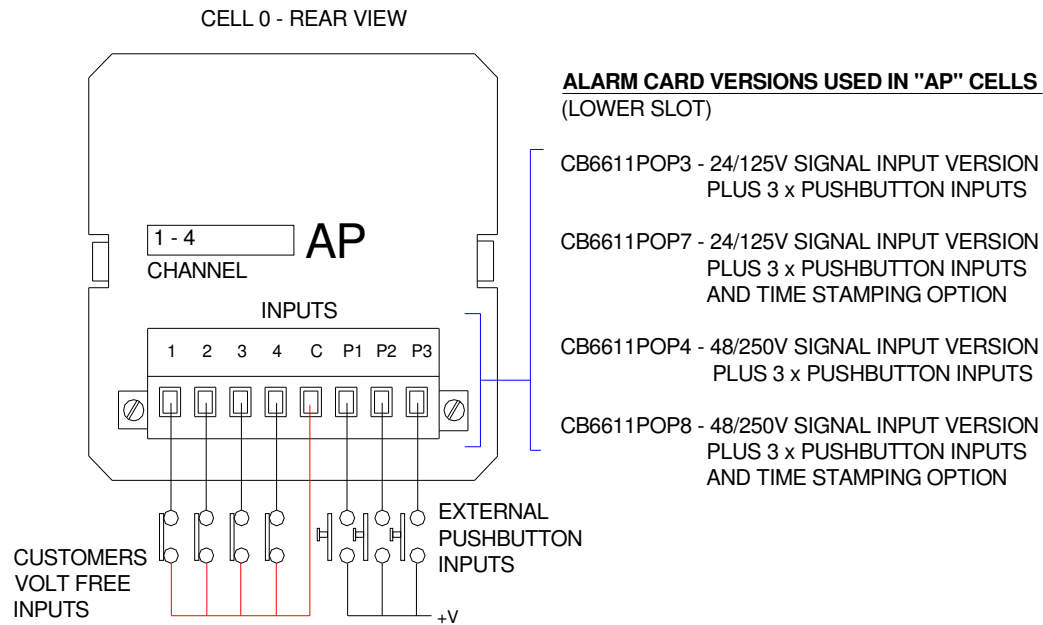 CELL 0 - REAR VIEW
ALARM CARD VERSIONS USED IN "AP" CELLS
(LOWER SLOT)
CB6611POP3 - 24/125V SIGNAL INPUT VERSION
PLUS 3 x PUSHBUTTON INPUTS
CB6611POP7 - 24/125V SIGNAL INPUT VERSION
PLUS 3 x PUSHBUTTON INPUTS
AND TIME STAMPING OPTION
CB6611POP4 - 48/250V SIGNAL INPUT VERSION
PLUS 3 x PUSHBUTTON INPUTS
CB6611POP8 - 48/250V SIGNAL INPUT VERSION
PLUS 3 x PUSHBUTTON INPUTS
AND TIME STAMPING OPTION
1 - 4
AP
CHANNEL
INPUTS
1 2 3 4 C P1 P2 P3
EXTERNAL
PUSHBUTTON
INPUTS
CUSTOMERS
VOLT FREE
INPUTS
+V